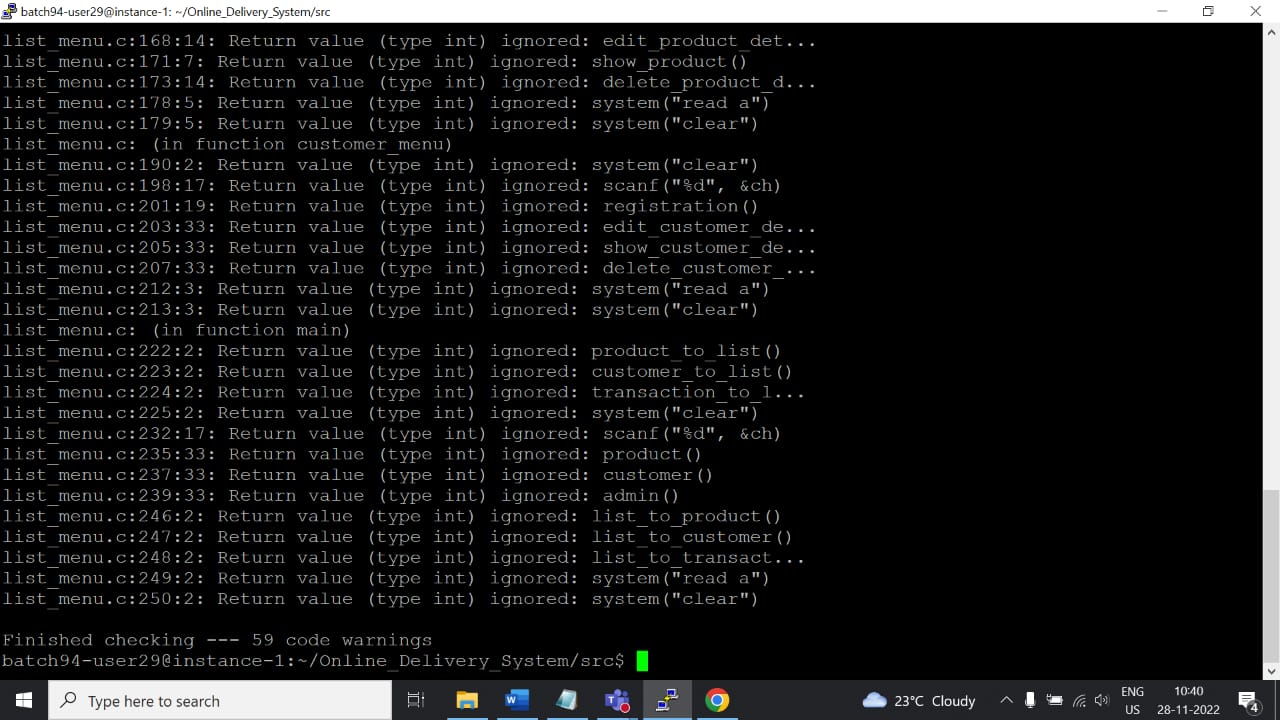 batch94-user29@instance-1: ~/Online_Delivery_System/src
list_menu.c:168:14: Return value (type int) ignored: edit_product_det...
list_menu.c:171:7: Return value (type int) ignored: show_product()
list_menu.c:173:14: Return value (type int) ignored: delete_product_d...
list_menu.c:178:5: Return value (type int) ignored: system("read a")
list_menu.c:179:5: Return value (type int) ignored: system("clear")
list_menu.c: (in function customer_menu)
list_menu.c:190:2: Return value (type int) ignored: system("clear")
list_menu.c:198:17: Return value (type int) ignored: scanf("%d", &ch)
list_menu.c:201:19: Return value (type int) ignored: registration()
list_menu.c:203:33: Return value (type int) ignored: edit_customer_de...
list_menu.c:205:33: Return value (type int) ignored: show_customer_de...
list_menu.c:207:33: Return value (type int) ignored: delete_customer_...
list_menu.c:212:3: Return value (type int) ignored: system("read a")
list_menu.c:213:3: Return value (type int) ignored: system("clear")
list_menu.c: (in function main)
list_menu.c:222:2: Return value (type int) ignored: product_to_list()
list_menu.c:223:2: Return value (type int) ignored: customer_to_list()
list_menu.c:224:2: Return value (type int) ignored: transaction_to_l...
list_menu.c:225:2: Return value (type int) ignored: system("clear")
list_menu.c:232:17: Return value (type int) ignored: scanf("%d", &ch)
list_menu.c:235:33: Return value (type int) ignored: product()
list_menu.c:237:33: Return value (type int) ignored: customer()
list_menu.c:239:33: Return value (type int) ignored: admin()
list_menu.c:246:2: Return value (type int) ignored: list_to_product()
list_menu.c:247:2: Return value (type int) ignored: list_to_customer()
list_menu.c:248:2: Return value (type int) ignored: list_to_transact...
list_menu.c:249:2: Return value (type int) ignored: system("read a")
list_menu.c:250:2: Return value (type int) ignored: system("clear")
Finished checking --- 59 code warnings
batch94-user29@instance-1:~/Online_Delivery_System/src$
Type here to search
23°C Cloudy
ENG
US
10:40
28-11-2022
4